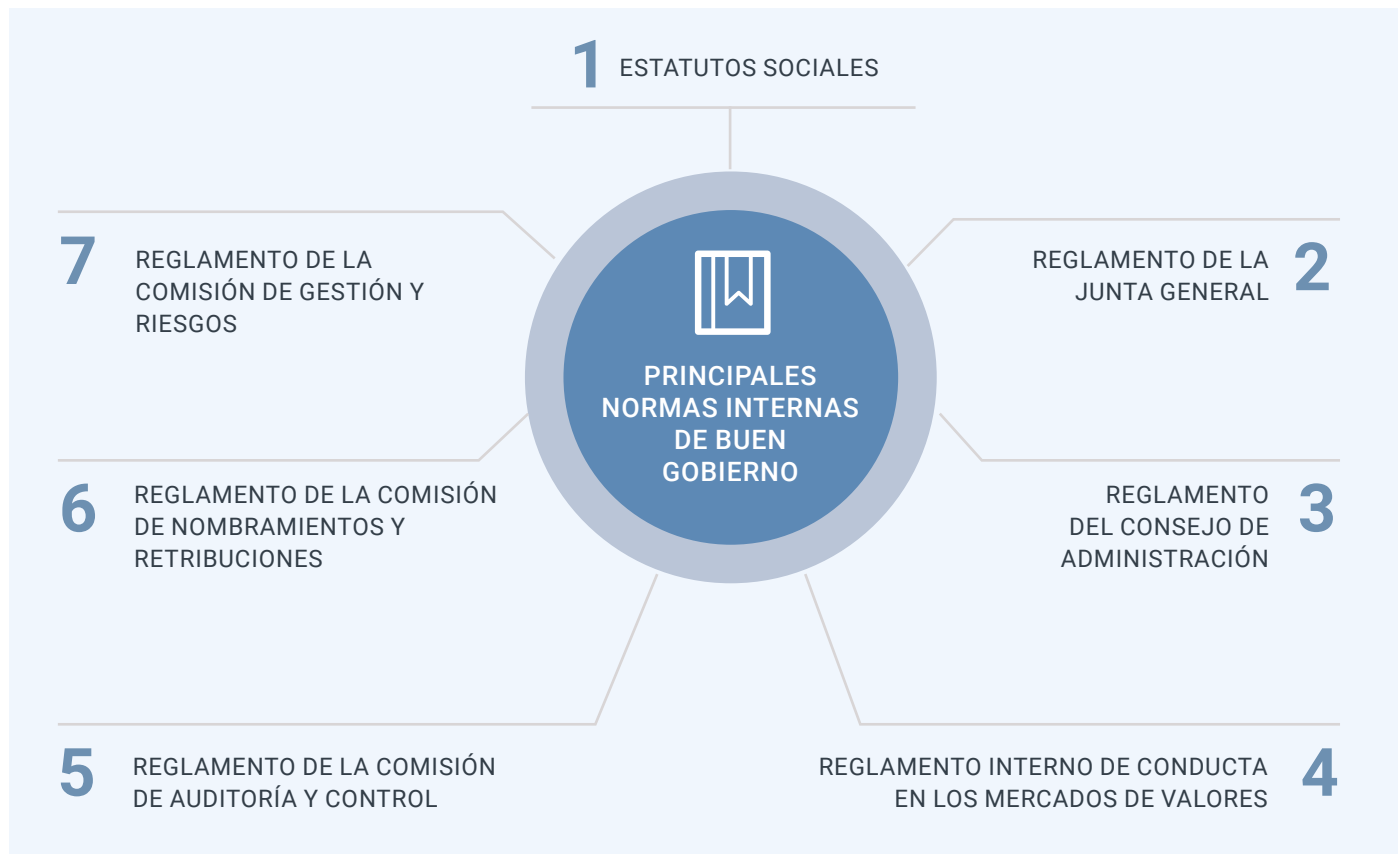 1 ESTATUTOS SOCIALES
PRINCIPALES
NORMAS INTERNAS
DE BUEN
GOBIERNO
2
REGLAMENTO DE LA
JUNTA GENERAL
3
REGLAMENTO
DEL CONSEJO DE
ADMINISTRACIÓN
4
REGLAMENTO INTERNO DE CONDUCTA
EN LOS MERCADOS DE VALORES
5
REGLAMENTO DE LA COMISIÓN
DE AUDITORÍA Y CONTROL
6
REGLAMENTO DE LA COMISIÓN
DE NOMBRAMIENTOS Y
RETRIBUCIONES
7
REGLAMENTO DE LA
COMISIÓN DE GESTIÓN Y
RIESGOS